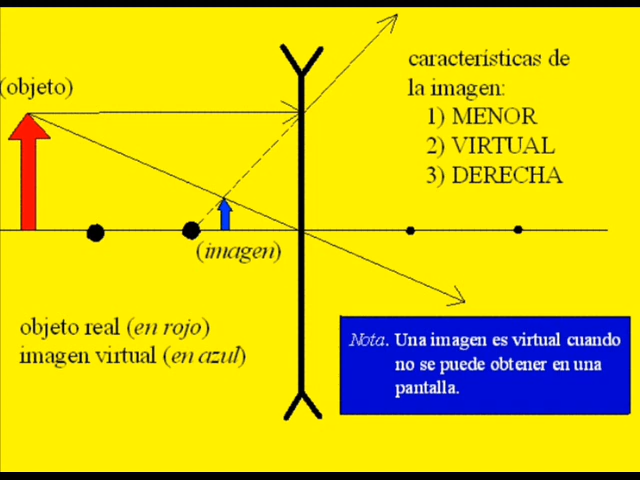 (objeto)
características de
la imagen:
1) MENOR
2) VIRTUAL
3) DERECHA
(imagen)
objeto real (en rojo)
imagen virtual (en azul)
Nota. Una imagen es virtual cuando
no se puede obtener en una
pantalla.